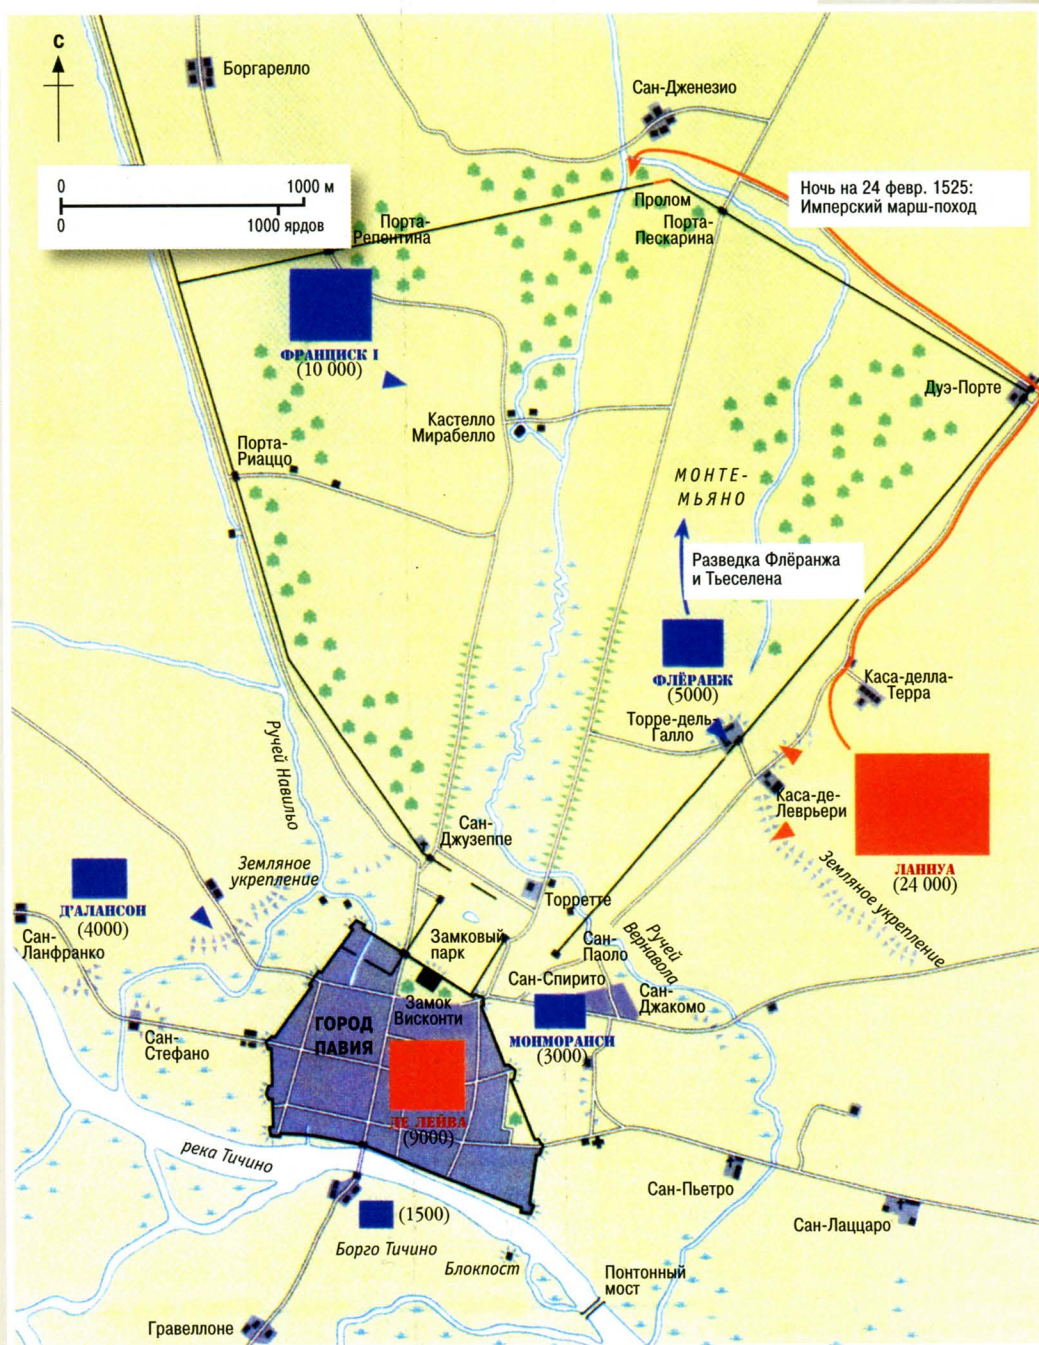 С
Боргарелло
Сан-Дженезио
0 1000 м
0 1000 ярдов
Ночь на 24 февр. 1525:
Имперский марш-поход
Порта-
Репентина
Пролом
Порта-
Пескарина
ФРАНЦИСК I
(10 000)
Дуэ-Порте
Кастелло
Мирабелло
Порта-
Риаццо
МОНТЕ-
МЬЯНО
Разведка Флёранжа
и Тьеселена
ФЛЁРАНЖ
(5000)
Каса-делла-
Терра
Торре-дель-
Галло
Ручей Навильо
Каса-де-
Леврьери
Сан-
Джузеппе
Земляное
укрепление
Земляное укрепление
ЛАННУА
(24 000)
Д'АЛАНСОН
(4000)
Торретте
Сан-
Ланфранко
Замковый
парк
Сан-
Паоло
Ручей
Вернавола
Сан-Спирито
Сан-
Джакомо
Замок
Висконти
ГОРОД
ПАВИЯ
Сан-
Стефано
МОНМОРАНСИ
(3000)
ДЕ ЛЕЙВА
(9000)
река Тичино
Сан-Пьетро
(1500)
Сан-Лаццаро
Борго Тичино
Блокпост
Понтонный
мост
Гравеллоне